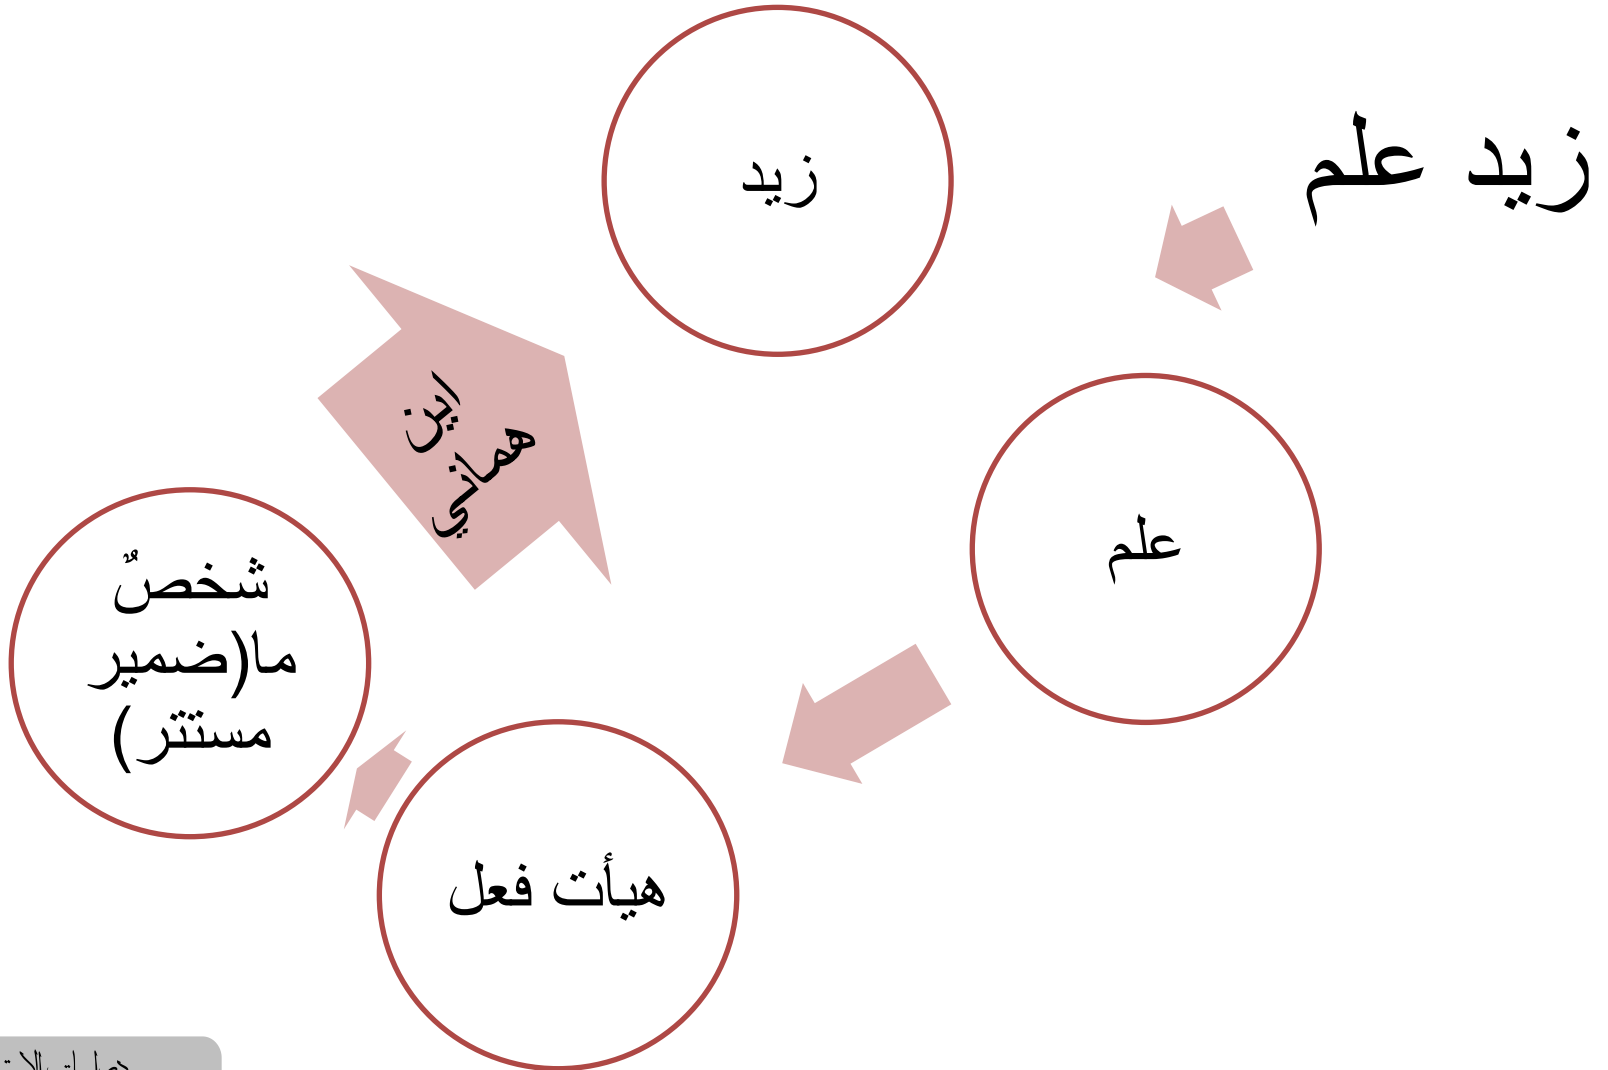 زيد علم
زيد
علم
هيأت فعل
شخصٌ
ما(ضمير
مستتر)
اين
هماني